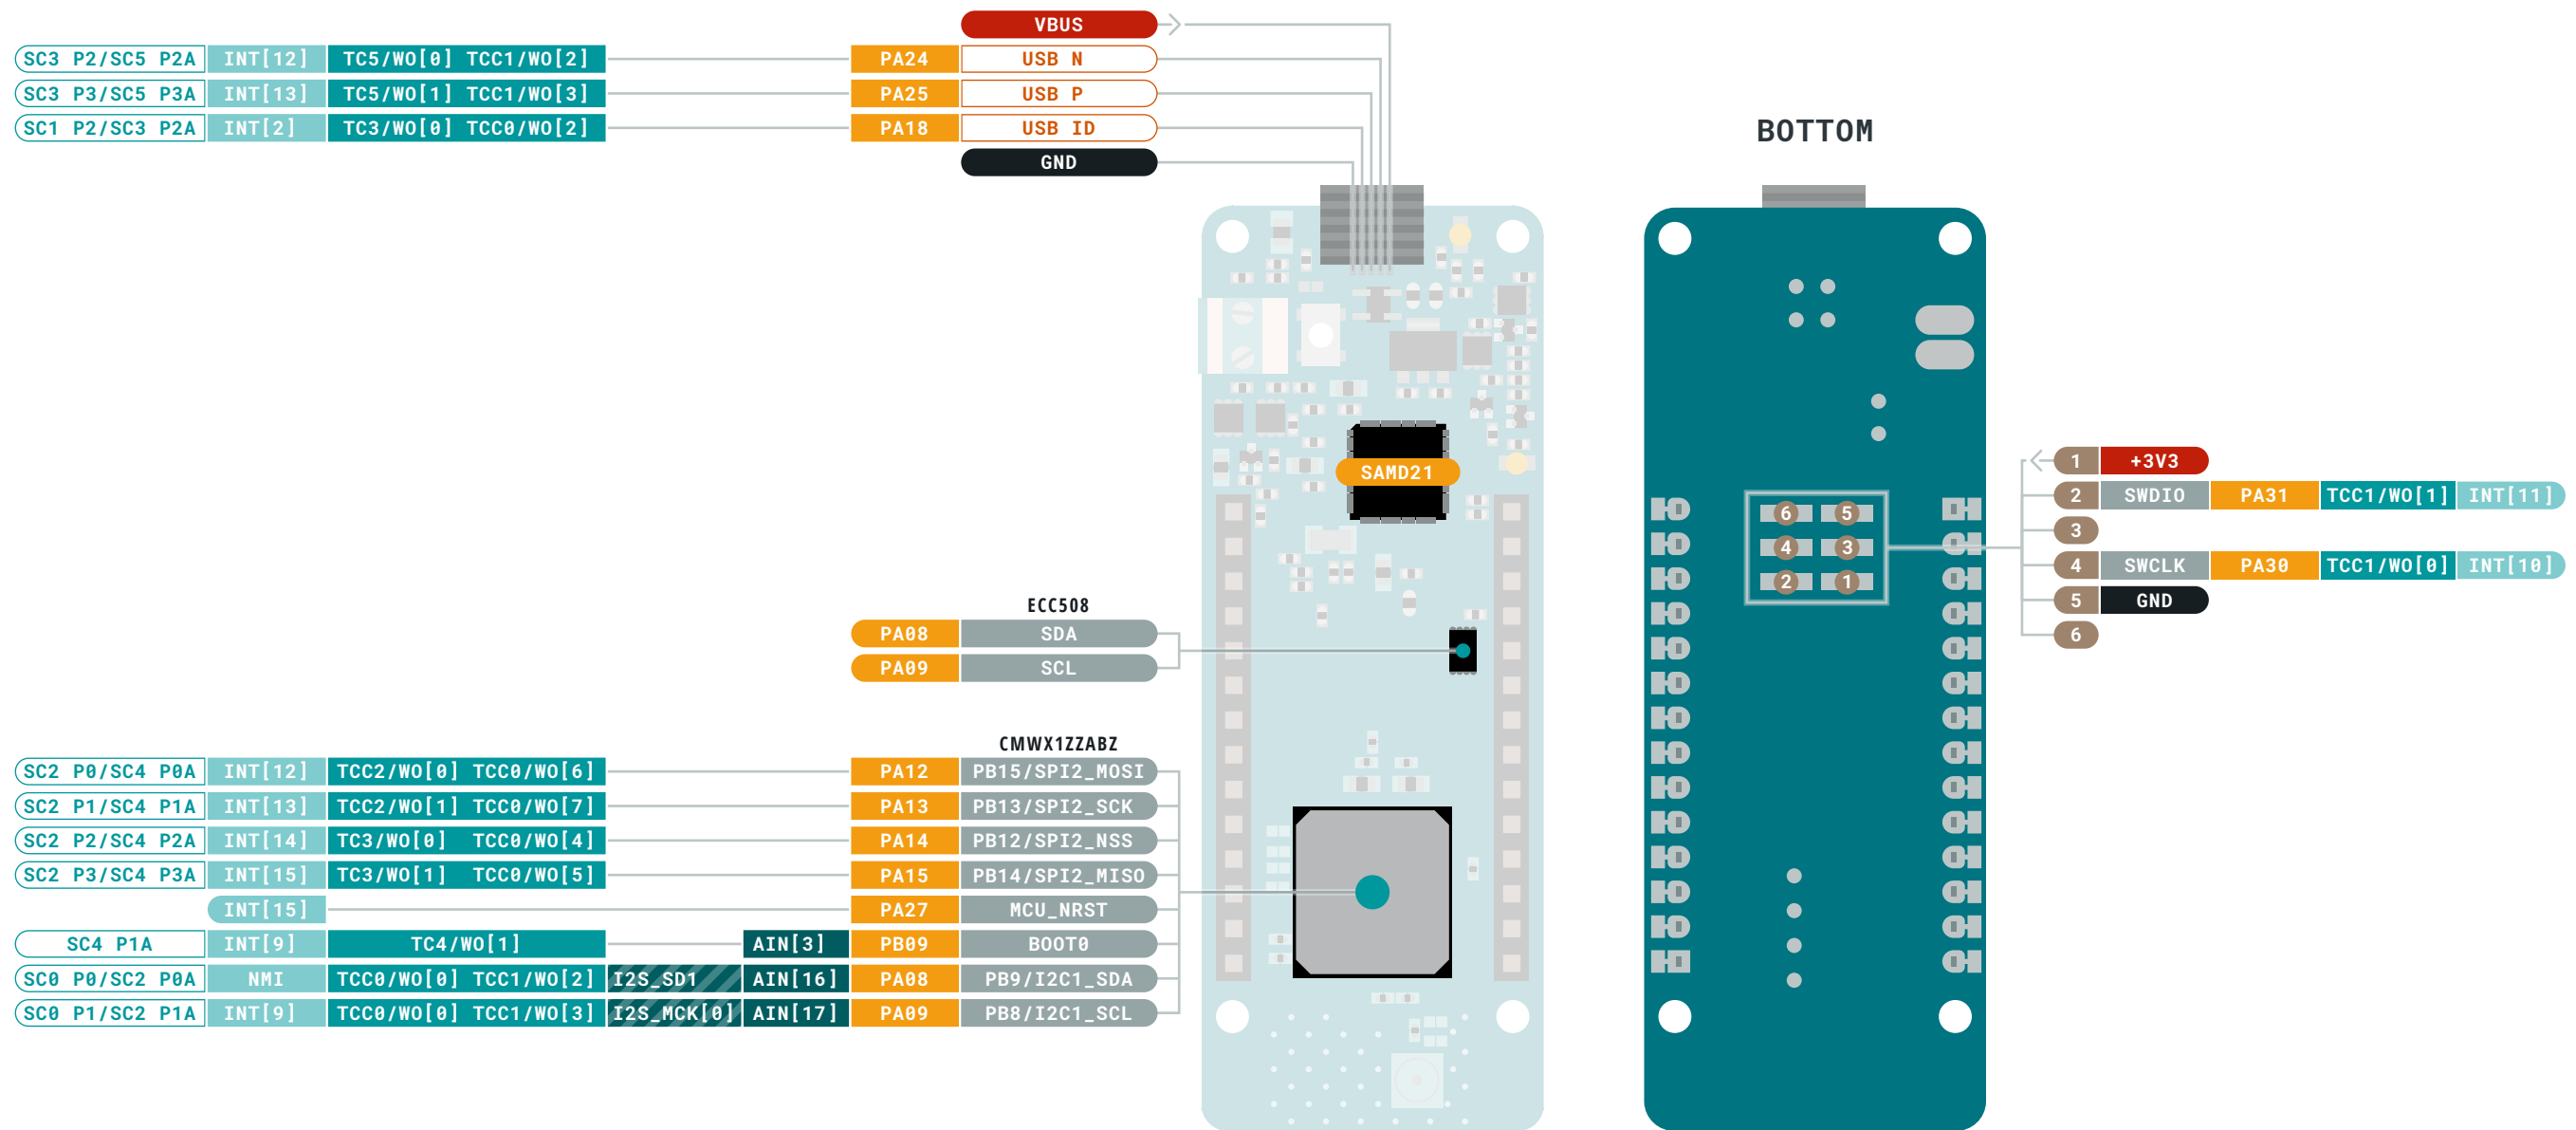 VBUS
SC3 P2/SC5 P2A INT[12] TC5/WO[0] TCC1/WO[2] PA24 USB N
SC3 P3/SC5 P3A INT[13] TC5/WO[1] TCC1/WO[3] PA25 USB P
SC1 P2/SC3 P2A INT[2] TC3/WO[0] TCC0/WO[2] PA18 USB ID
GND
BOTTOM
SAMD21
1 +3V3
2 SWDIO PA31 TCC1/WO[1] INT[11]
3
4 SWCLK PA30 TCC1/WO[0] INT[10]
5 GND
6
6 5
4 3
2 1
ECC508
PA08 SDA
PA09 SCL
CMWX1ZZABZ
SC2 P0/SC4 P0A INT[12] TCC2/WO[0] TCC0/WO[6] PA12 PB15/SPI2_MOSI
SC2 P1/SC4 P1A INT[13] TCC2/WO[1] TCC0/WO[7] PA13 PB13/SPI2_SCK
SC2 P2/SC4 P2A INT[14] TC3/WO[0] TCC0/WO[4] PA14 PB12/SPI2_NSS
SC2 P3/SC4 P3A INT[15] TC3/WO[1] TCC0/WO[5] PA15 PB14/SPI2_MISO
INT[15] PA27 MCU_NRST
SC4 P1A INT[9] TC4/WO[1] AIN[3] PB09 BOOT0
SC0 P0/SC2 P0A NMI TCC0/WO[0] TCC1/WO[2] I2S_SD1 AIN[16] PA08 PB9/I2C1_SDA
SC0 P1/SC2 P1A INT[9] TCC0/WO[0] TCC1/WO[3] I2S_MCK[0] AIN[17] PA09 PB8/I2C1_SCL